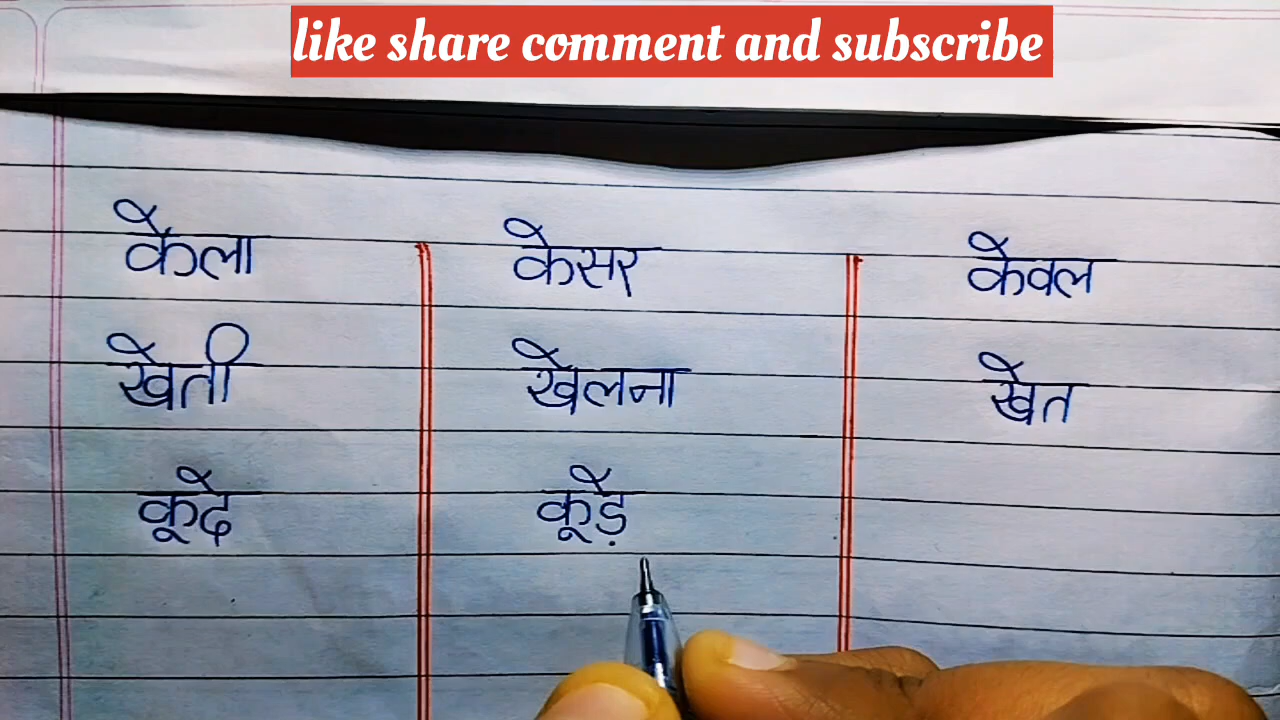 like share comment and subscribe
केला केसर केवल
खेती खेलना खेत
कूदे कूड़े